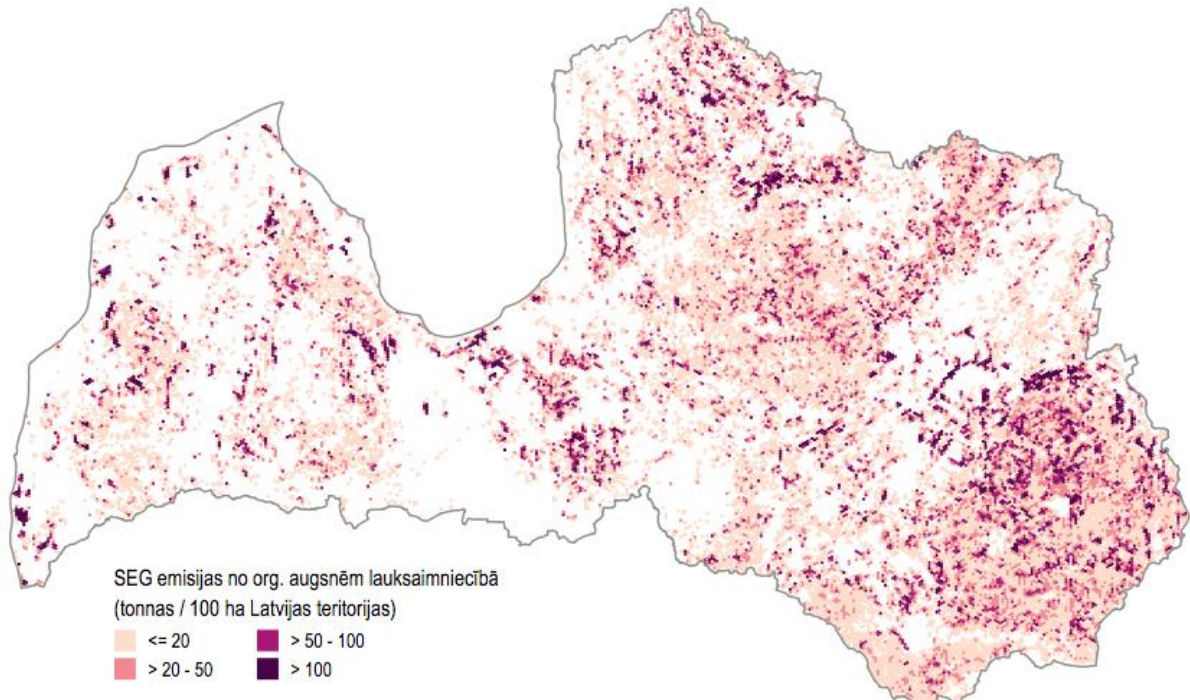 SEG emisijas no org. augsnēm lauksaimniecībā
(tonnas / 100 ha Latvijas teritorijas)
<= 20
> 50 - 100
> 20 - 50
> 100